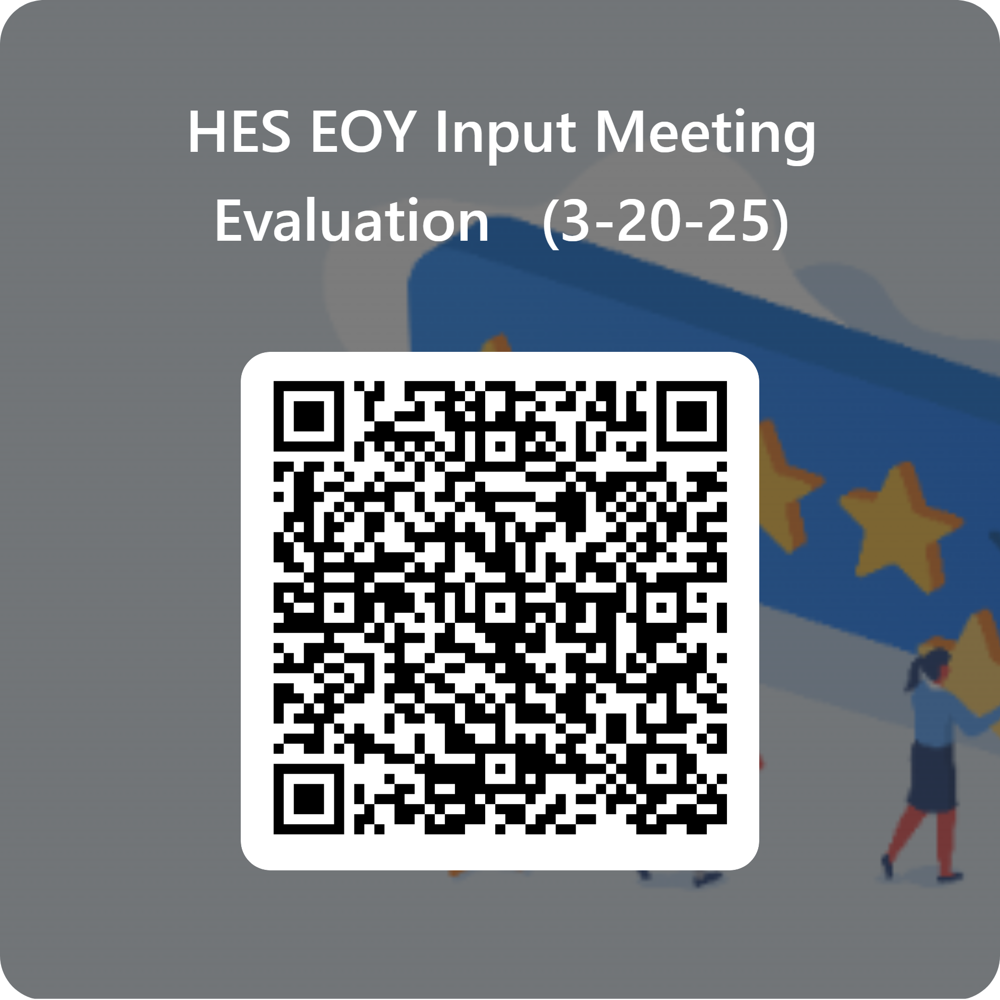 HES EOY Input Meeting
Evaluation (3-20-25)